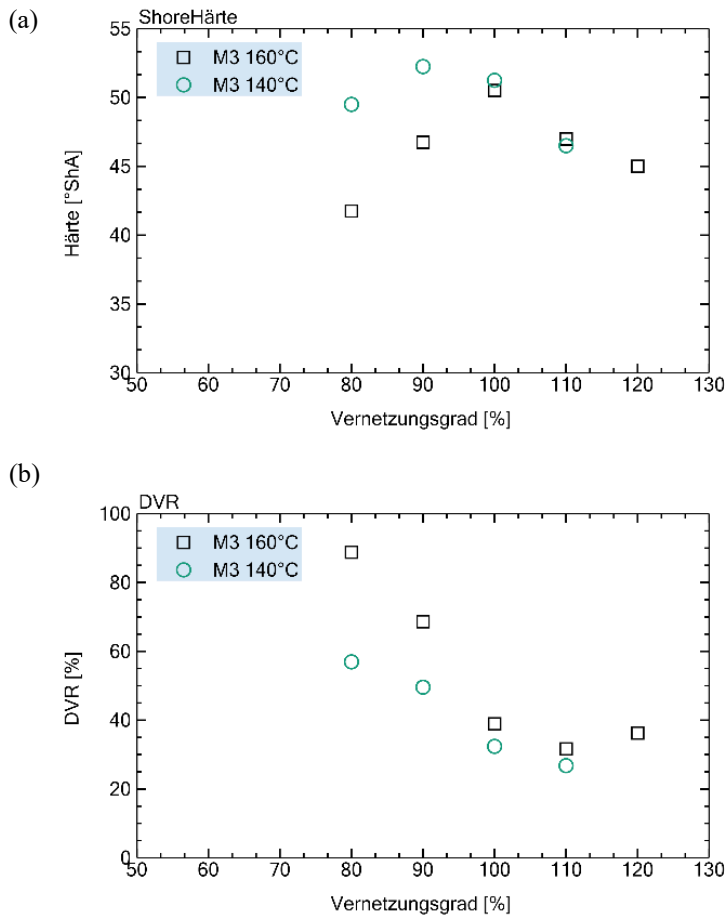 (a)
ShoreHärte
M3 160°C
M3 140°C
Härte [°ShA]
55
50
45
40
35
30
50 60 70 80 90 100 110 120 130
Vernetzungsgrad [%]
(b)
DVR
M3 160°C
M3 140°C
DVR [%]
100
80
60
40
20
0
50 60 70 80 90 100 110 120 130
Vernetzungsgrad [%]